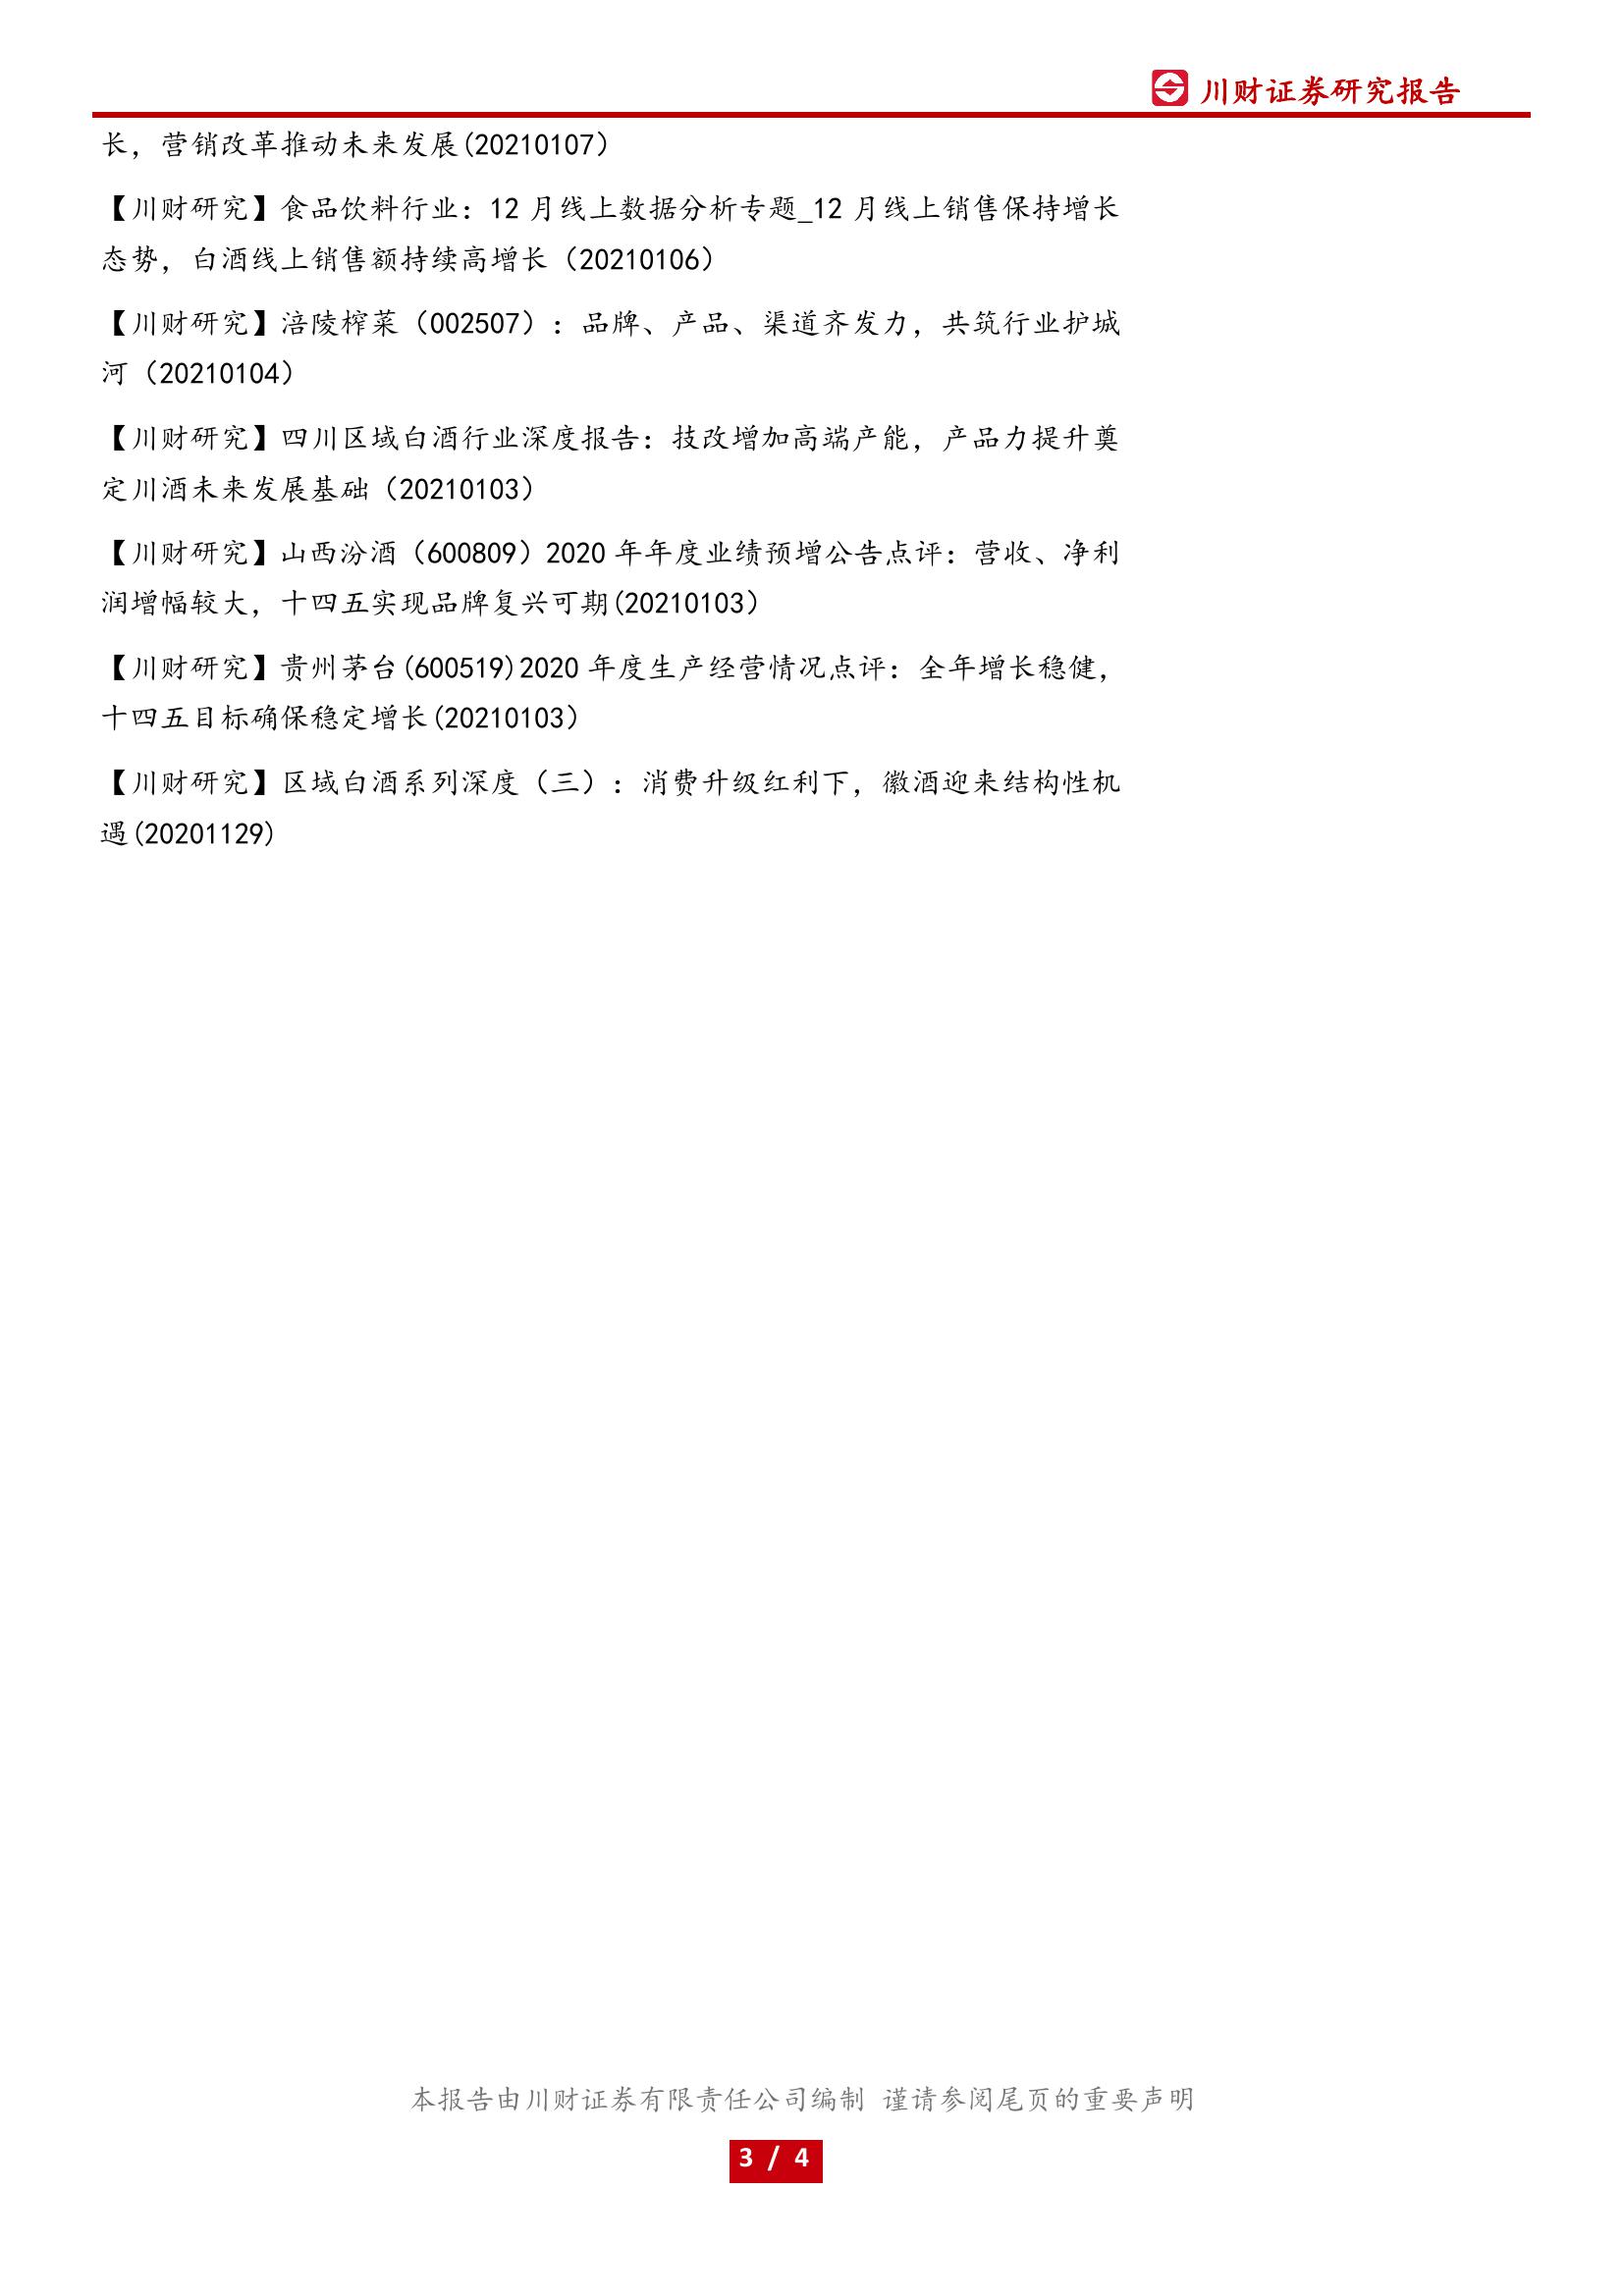 川财证券研究报告
长，营销改革推动未来发展(20210107）
【川财研究】食品饮料行业：12 月线上数据分析专题_12 月线上销售保持增长
态势，白酒线上销售额持续高增长（20210106）
【川财研究】涪陵榨菜（002507）：品牌、产品、渠道齐发力，共筑行业护城
河（20210104）
【川财研究】四川区域白酒行业深度报告：技改增加高端产能，产品力提升奠
定川酒未来发展基础（20210103）
【川财研究】山西汾酒（600809）2020 年年度业绩预增公告点评：营收、净利
润增幅较大，十四五实现品牌复兴可期(20210103）
【川财研究】贵州茅台(600519)2020 年度生产经营情况点评：全年增长稳健，
十四五目标确保稳定增长(20210103）
【川财研究】区域白酒系列深度（三）：消费升级红利下，徽酒迎来结构性机
遇(20201129)
本报告由川财证券有限责任公司编制 谨请参阅尾页的重要声明
3 / 4